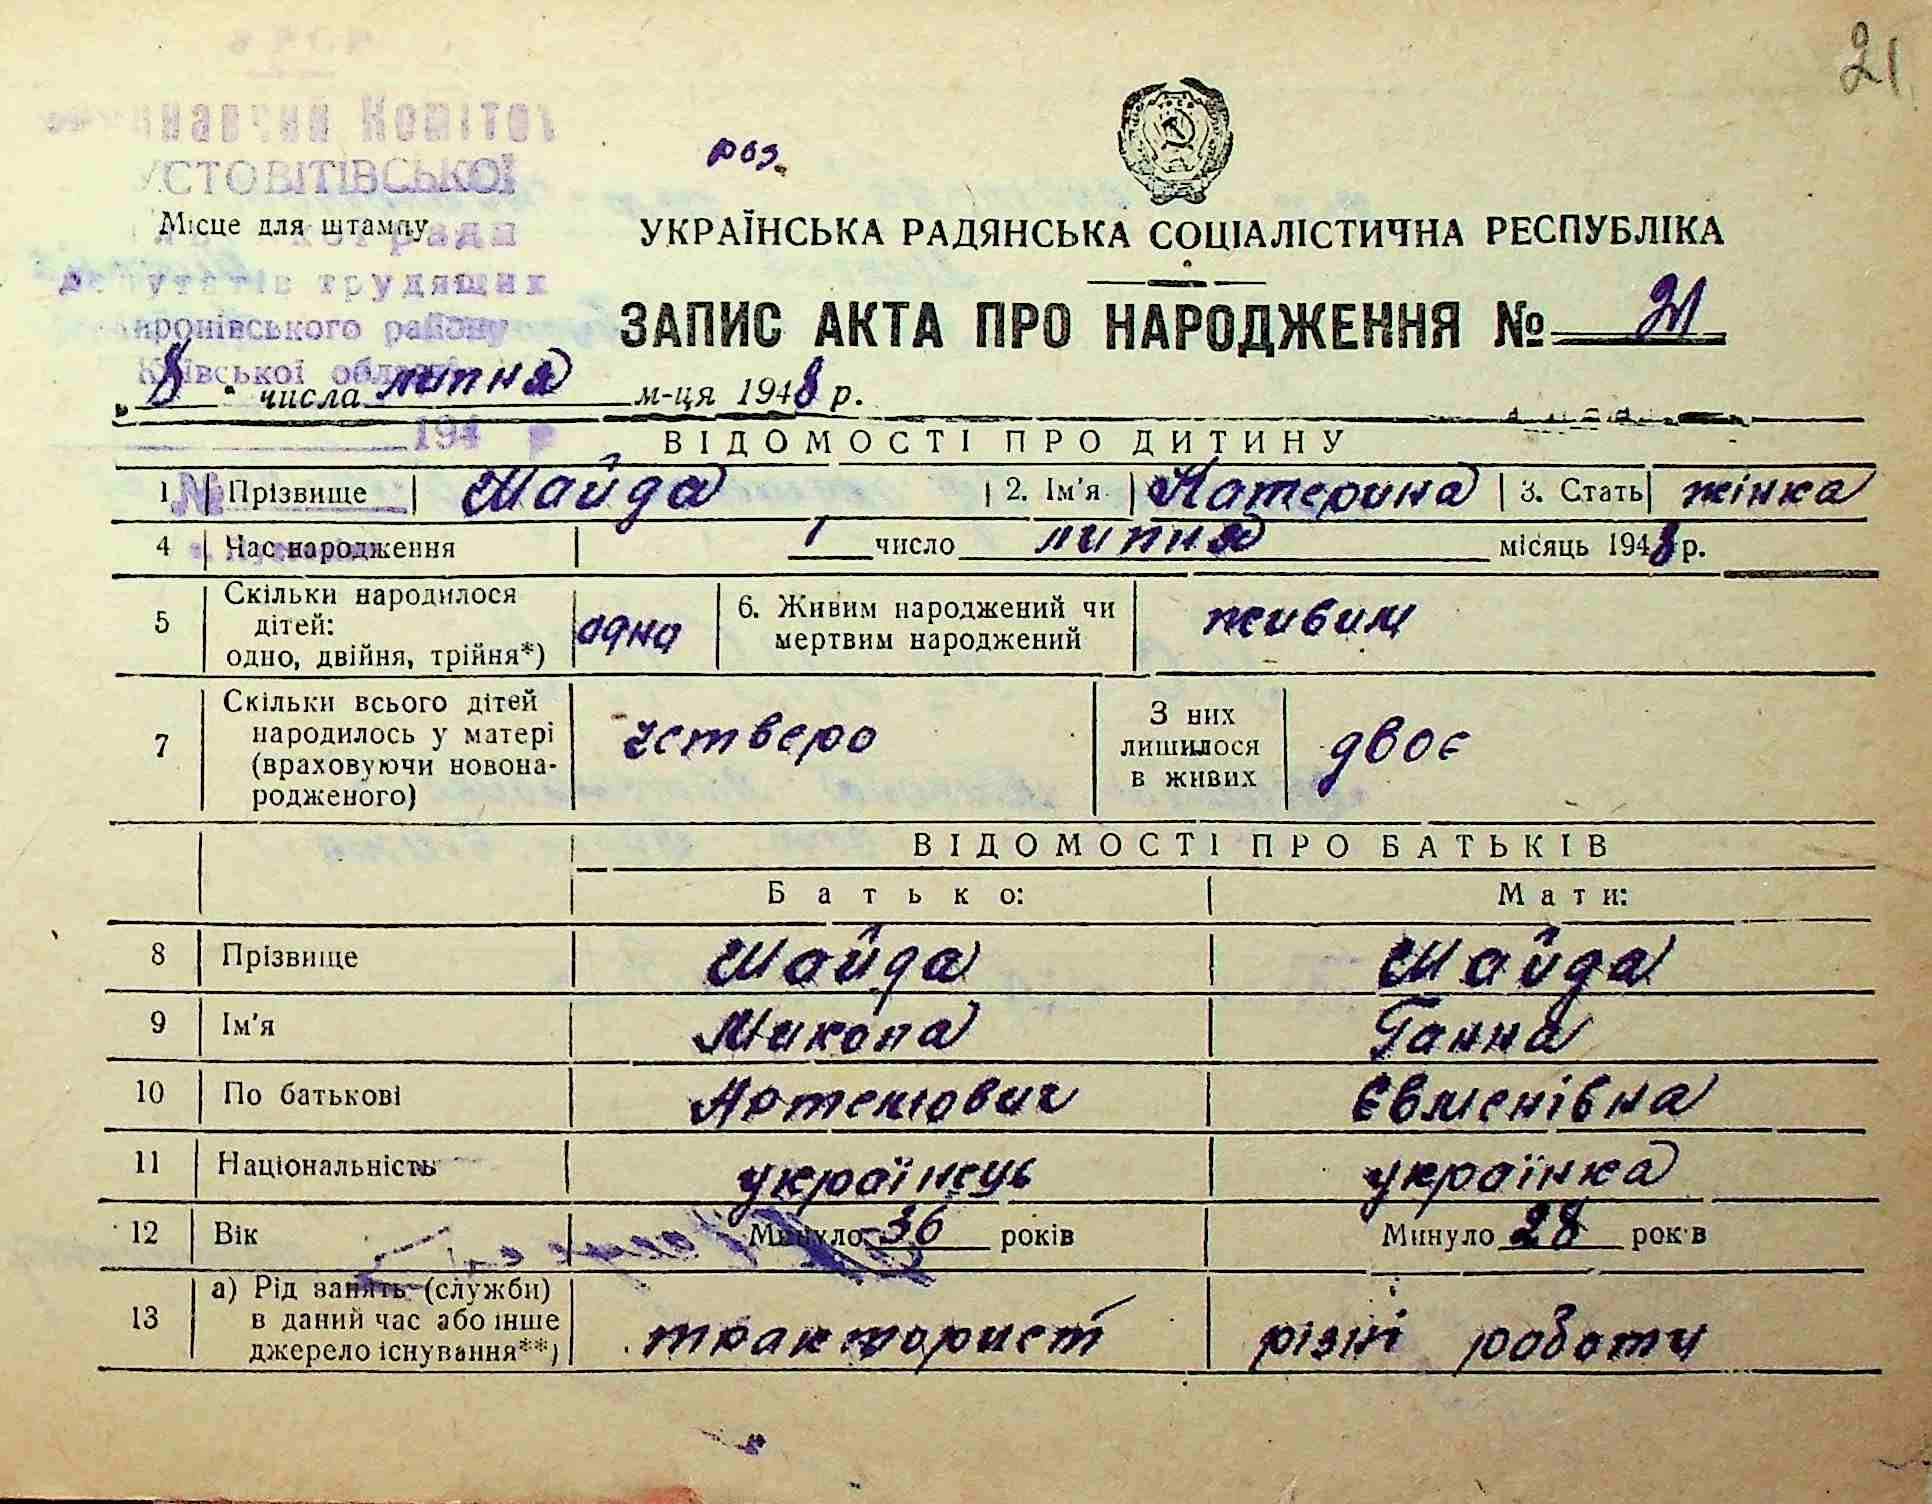 21
УСТОВІТІВСЬКОЇ
роз.
Місце для штампу
УКРАЇНСЬКА РАДЯНСЬКА СОЦІАЛІСТИЧНА РЕСПУБЛІКА
депутатів трудящих
ЗАПИС АКТА ПРО НАРОДЖЕННЯ № 21
иронівського району
Київської області
„8" числа липня м-ця 1948 р.
194 р
ВІДОМОСТІ ПРО ДИТИНУ
1 № Прізвище Шайда 2. Ім'я Катерина 3. Стать жінка
4 Час народження 1 число липня місяць 1948 р.
5 Скільки народилося дітей: одно, двійня, трійня*) одно 6. Живим народжений чи мертвим народжений живим
7 Скільки всього дітей народилось у матері (враховуючи новонародженого) четверо З них лишилося в живих двоє
ВІДОМОСТІ ПРО БАТЬКІВ
Батько: Мати:
8 Прізвище Шайда Шайда
9 Ім'я Микола Ганна
10 По батькові Артемович Євменівна
11 Національність українець українка
12 Вік Минуло 36 років Минуло 28 років
13 а) Рід занять (служби) в даний час або інше джерело існування**) тракторист різні роботи